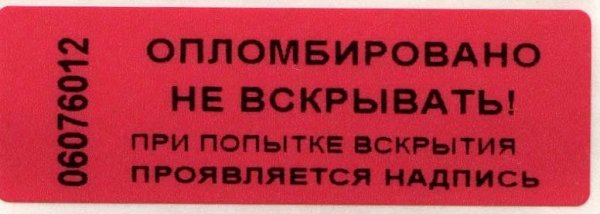 06076012
ОПЛОМБИРОВАНО
НЕ ВСКРЫВАТЬ!
ПРИ ПОПЫТКЕ ВСКРЫТИЯ
ПРОЯВЛЯЕТСЯ НАДПИСЬ